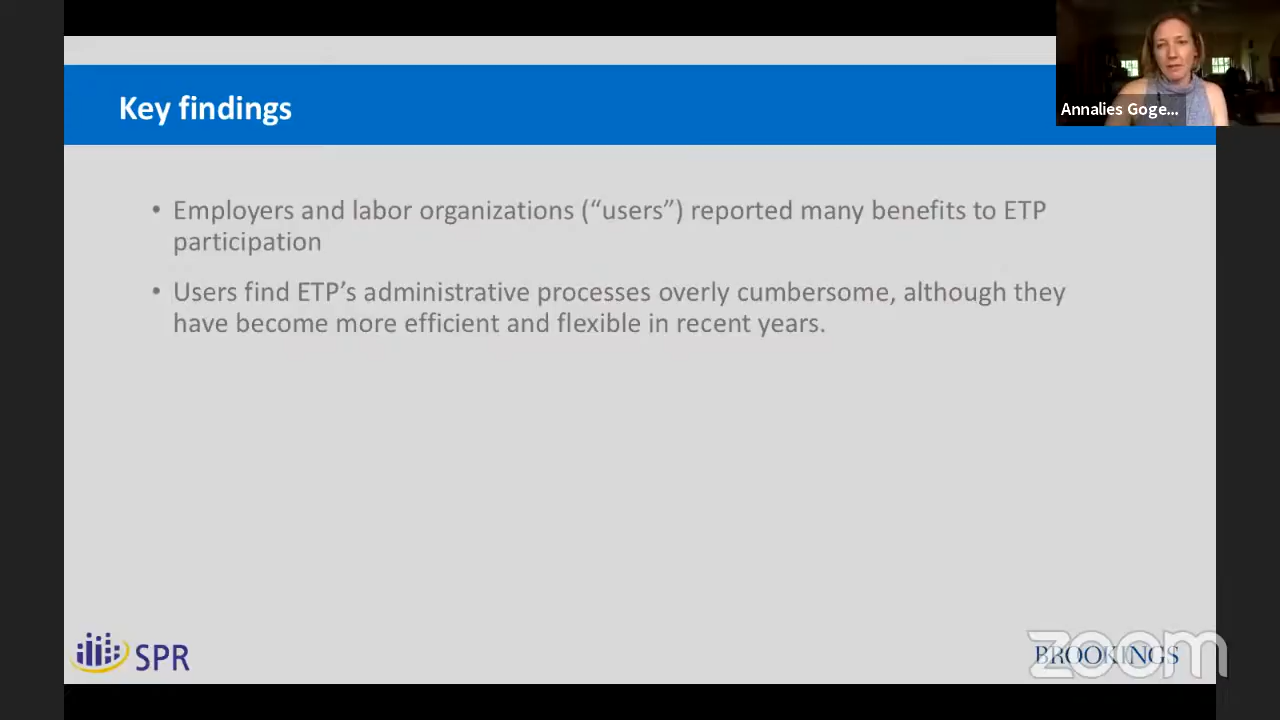 Key findings
Annalies Goge...
• Employers and labor organizations (“users”) reported many benefits to ETP
participation
• Users find ETP’s administrative processes overly cumbersome, although they
have become more efficient and flexible in recent years.
SPR
BROOKINGS
zoom